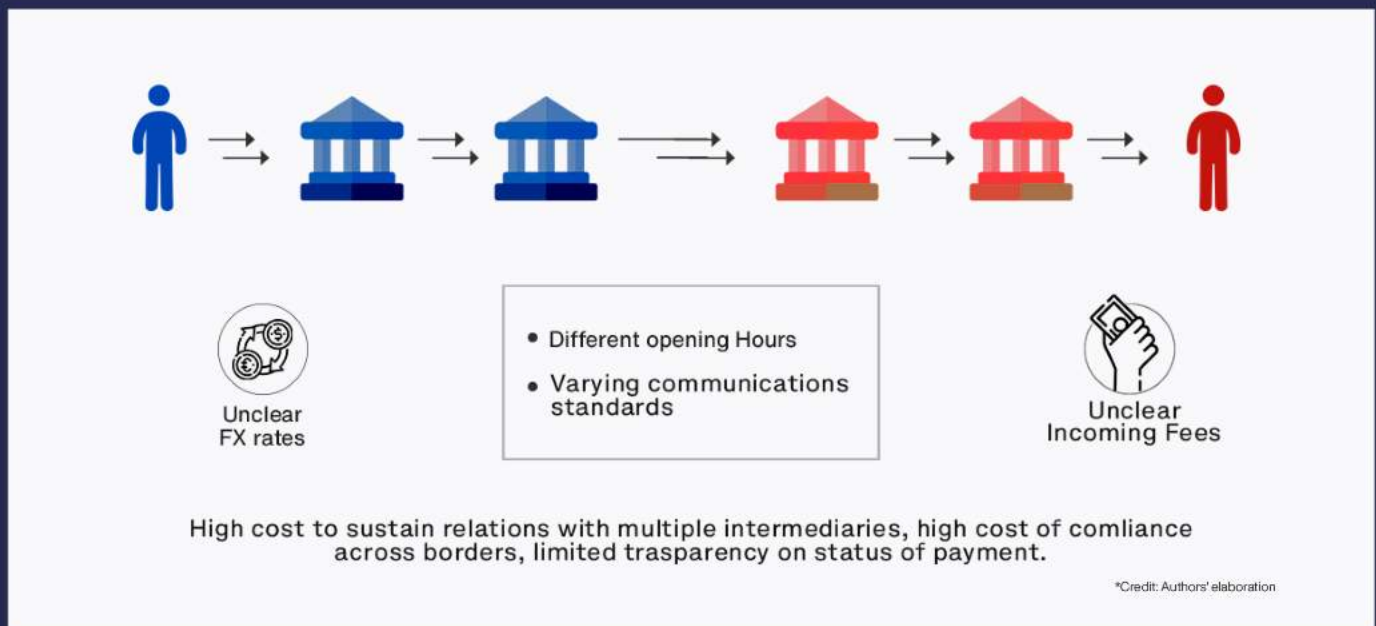 Unclear
FX rates
• Different opening Hours
• Varying communications
standards
Unclear
Incoming Fees
High cost to sustain relations with multiple intermediaries, high cost of comliance
across borders, limited trasparency on status of payment.
*Credit: Authors' elaboration